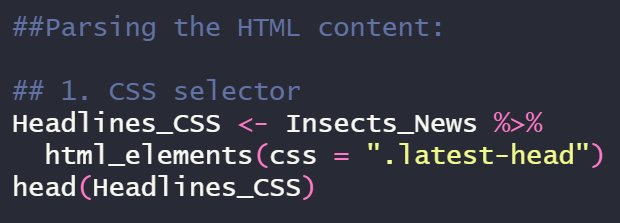 ##Parsing the HTML content:
## 1. CSS selector
Headlines_CSS <- Insects_News %>%
  html_elements(css = ".latest-head")
head(Headlines_CSS)